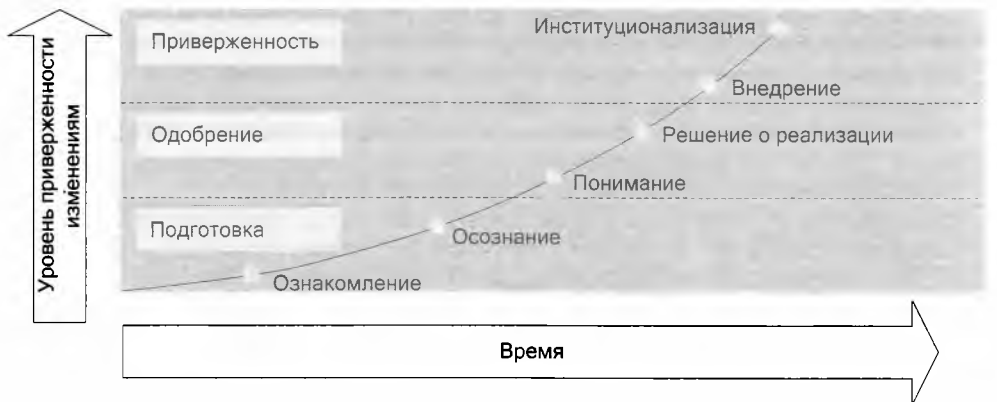 Уровень приверженности
изменениям
Приверженность
Институционализация
Внедрение
Одобрение
Решение о реализации
Понимание
Подготовка
Осознание
Ознакомление
Время